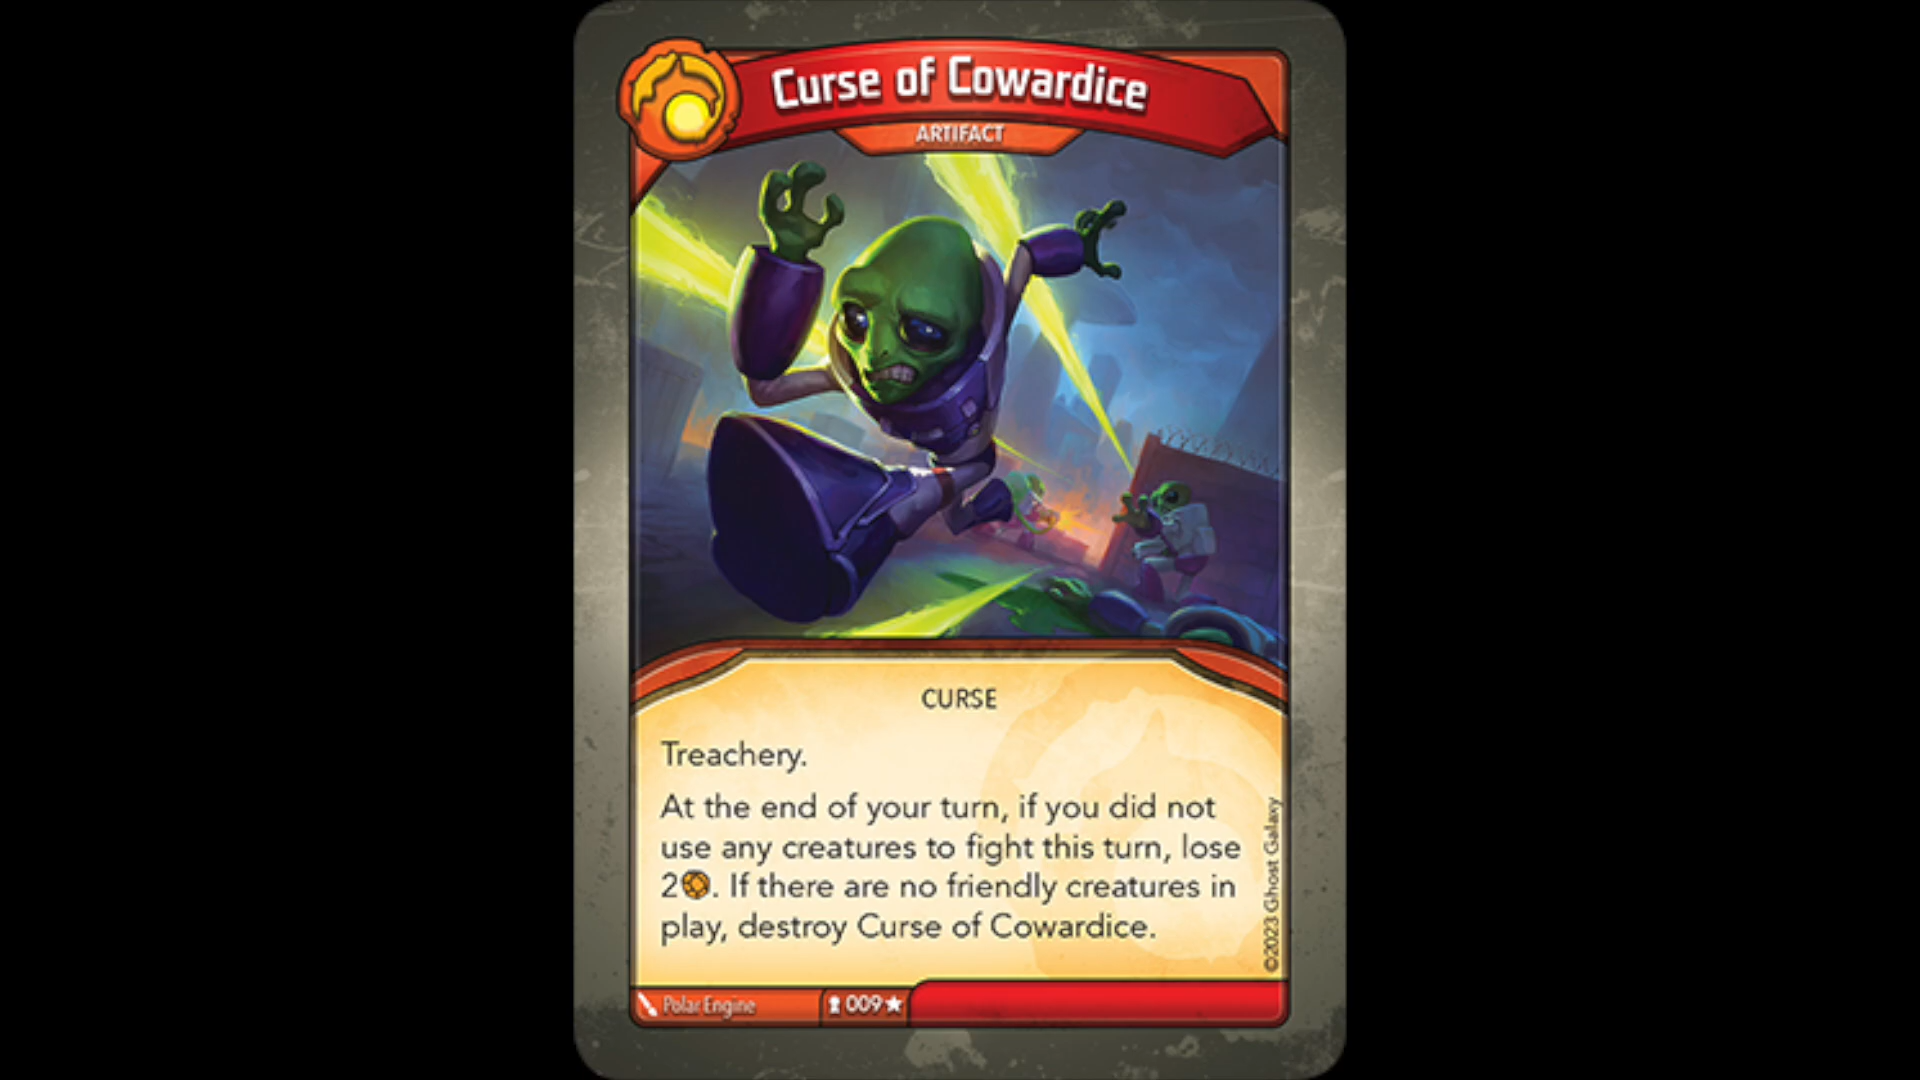 Curse of Cowardice
ARTIFACT
CURSE
Treachery.
At the end of your turn, if you did not
use any creatures to fight this turn, lose
2. If there are no friendly creatures in
play, destroy Curse of Cowardice.
©2023 Ghost Galaxy
Polar Engine
009